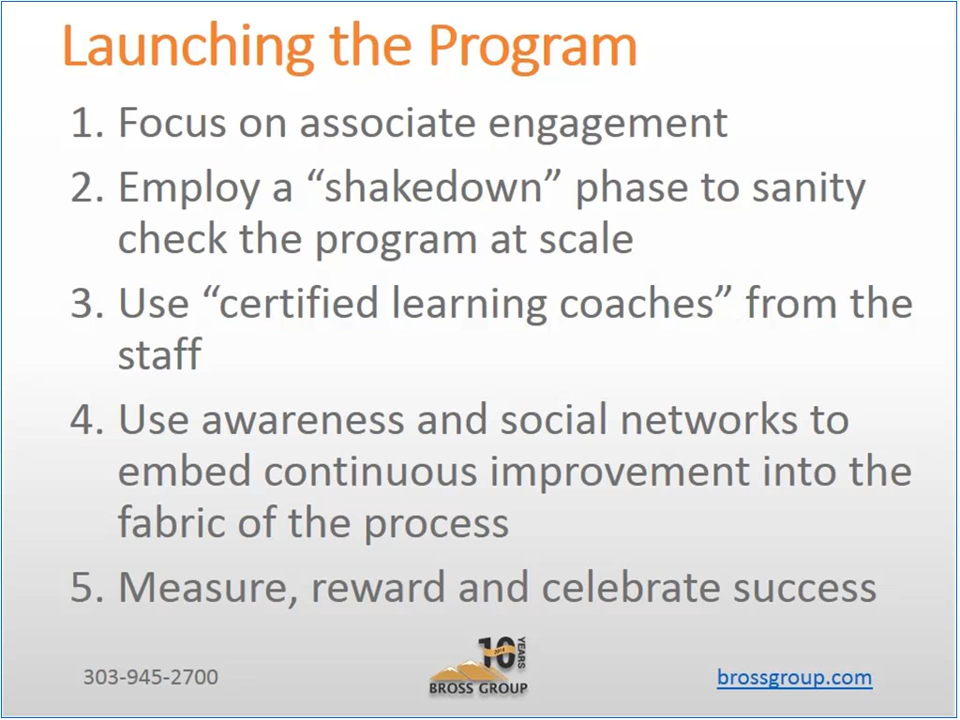 Launching the Program
1. Focus on associate engagement
2. Employ a “shakedown” phase to sanity
check the program at scale
3. Use “certified learning coaches” from the
staff
4. Use awareness and social networks to
embed continuous improvement into the
fabric of the process
5. Measure, reward and celebrate success
303-945-2700
10 YEARS
2014
BROSS GROUP
brossgroup.com